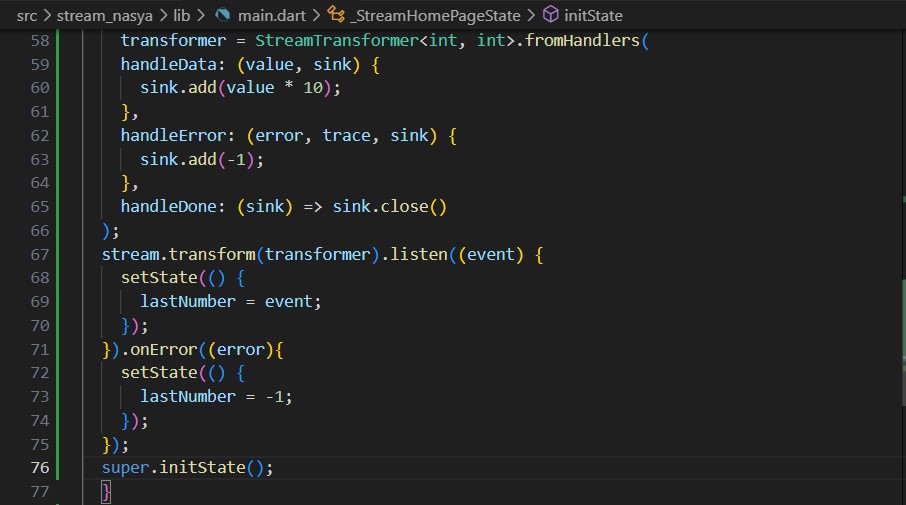 src > stream_nasya > lib > main.dart > _StreamHomePageState > initState
58 transformer = StreamTransformer<int, int>.fromHandlers(
59 handleData: (value, sink) {
60 sink.add(value * 10);
61 },
62 handleError: (error, trace, sink) {
63 sink.add(-1);
64 },
65 handleDone: (sink) => sink.close()
66 );
67 stream.transform(transformer).listen((event) {
68 setState(() {
69 lastNumber = event;
70 });
71 }).onError((error){
72 setState(() {
73 lastNumber = -1;
74 });
75 });
76 super.initState();
77 }